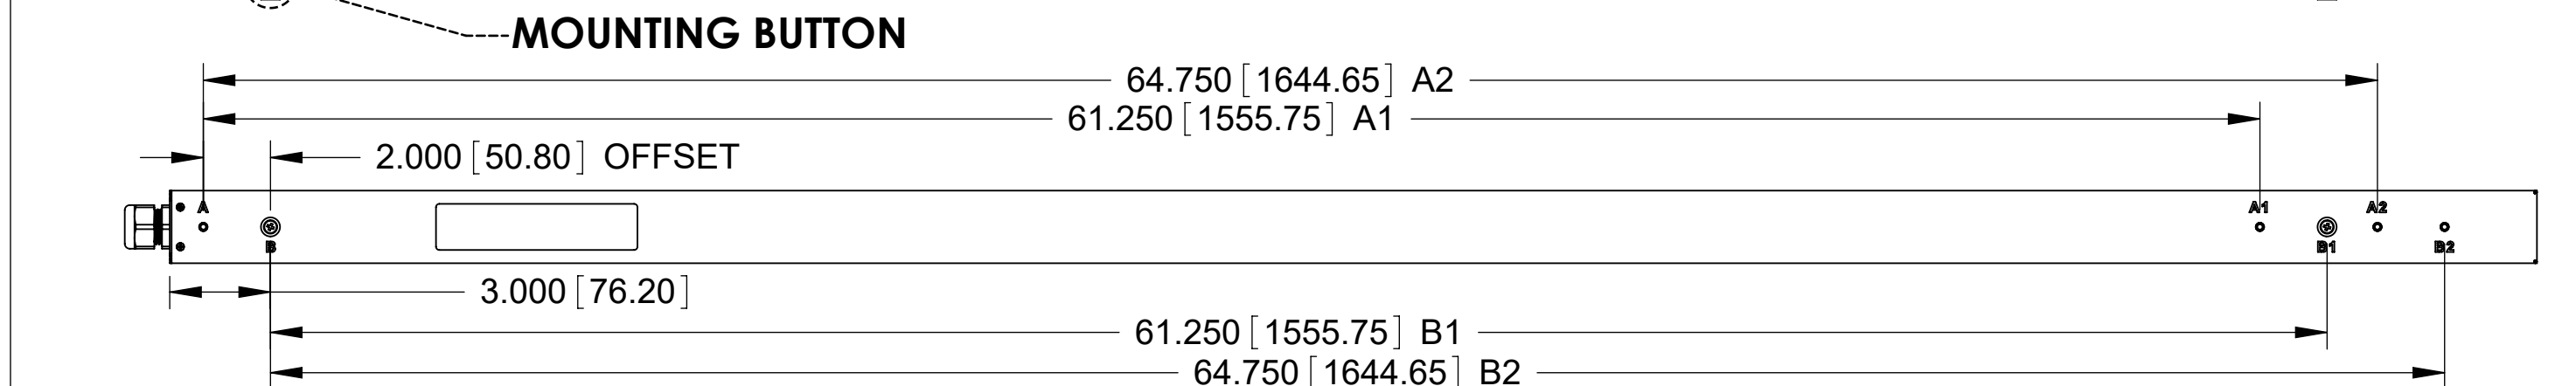 MOUNTING BUTTON
64.750 [1644.65] A2
61.250 [1555.75] A1
2.000 [50.80] OFFSET
A
A1
A2
B
B1
B2
3.000 [76.20]
61.250 [1555.75] B1
64.750 [1644.65] B2